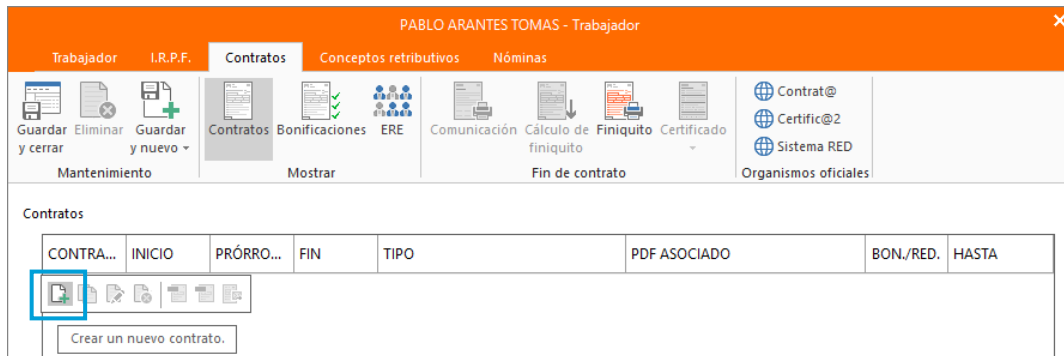 PABLO ARANTES TOMAS - Trabajador
Trabajador I.R.P.F. Contratos Conceptos retributivos Nóminas
Guardar y cerrar
Eliminar
Guardar y nuevo
Contratos
Bonificaciones
ERE
Comunicación
Cálculo de finiquito
Finiquito
Certificado
Contrat@
Certific@2
Sistema RED
Mantenimiento Mostrar Fin de contrato Organismos oficiales
Contratos
CONTRA... INICIO PRÓRRO... FIN TIPO PDF ASOCIADO BON./RED. HASTA
Crear un nuevo contrato.